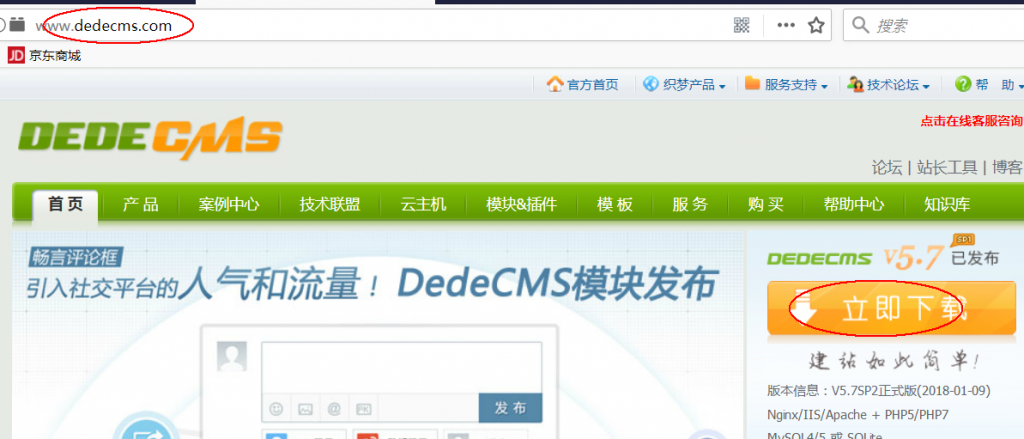 www.dedecms.com
搜索
JD 京东商城
官方首页 织梦产品 服务支持 技术论坛 帮 助
DEDECMS
点击在线客服咨询
论坛 | 站长工具 | 博客
首 页 产 品 案例中心 技术联盟 云主机 模块&插件 模 板 服 务 购 买 帮助中心 知识库
畅言评论框
引入社交平台的人气和流量！DedeCMS模块发布
发 布
DEDECMS v5.7 SP1 已发布
立即下载
建站如此简单!
版本信息：V5.7SP2正式版(2018-01-09)
Nginx/IIS/Apache + PHP5/PHP7
MySQL4/5 或 SQLite